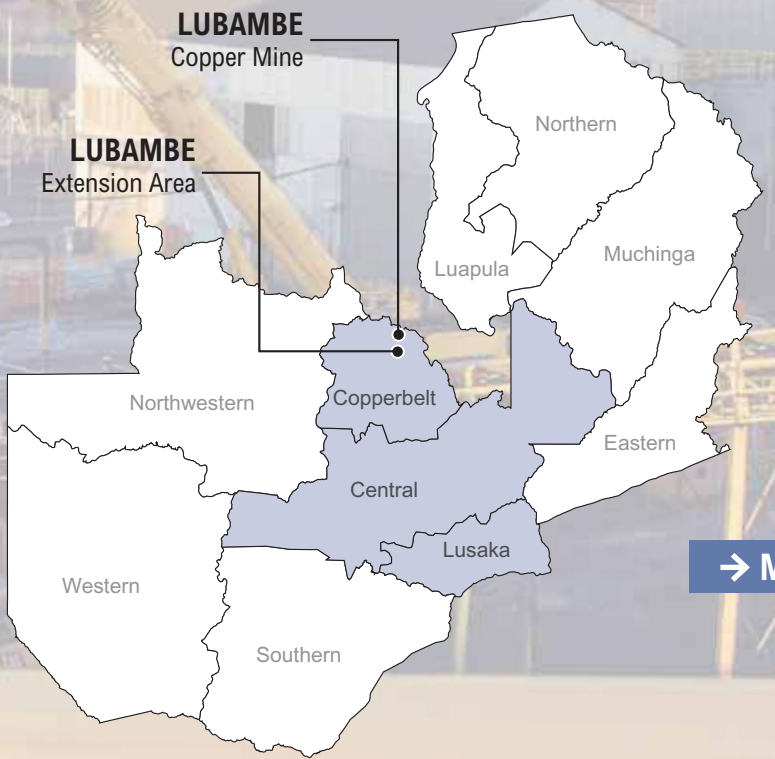 LUBAMBE
Copper Mine
LUBAMBE
Extension Area
Northern
Muchinga
Luapula
Northwestern
Copperbelt
Eastern
Central
Lusaka
Western
Southern
→ M